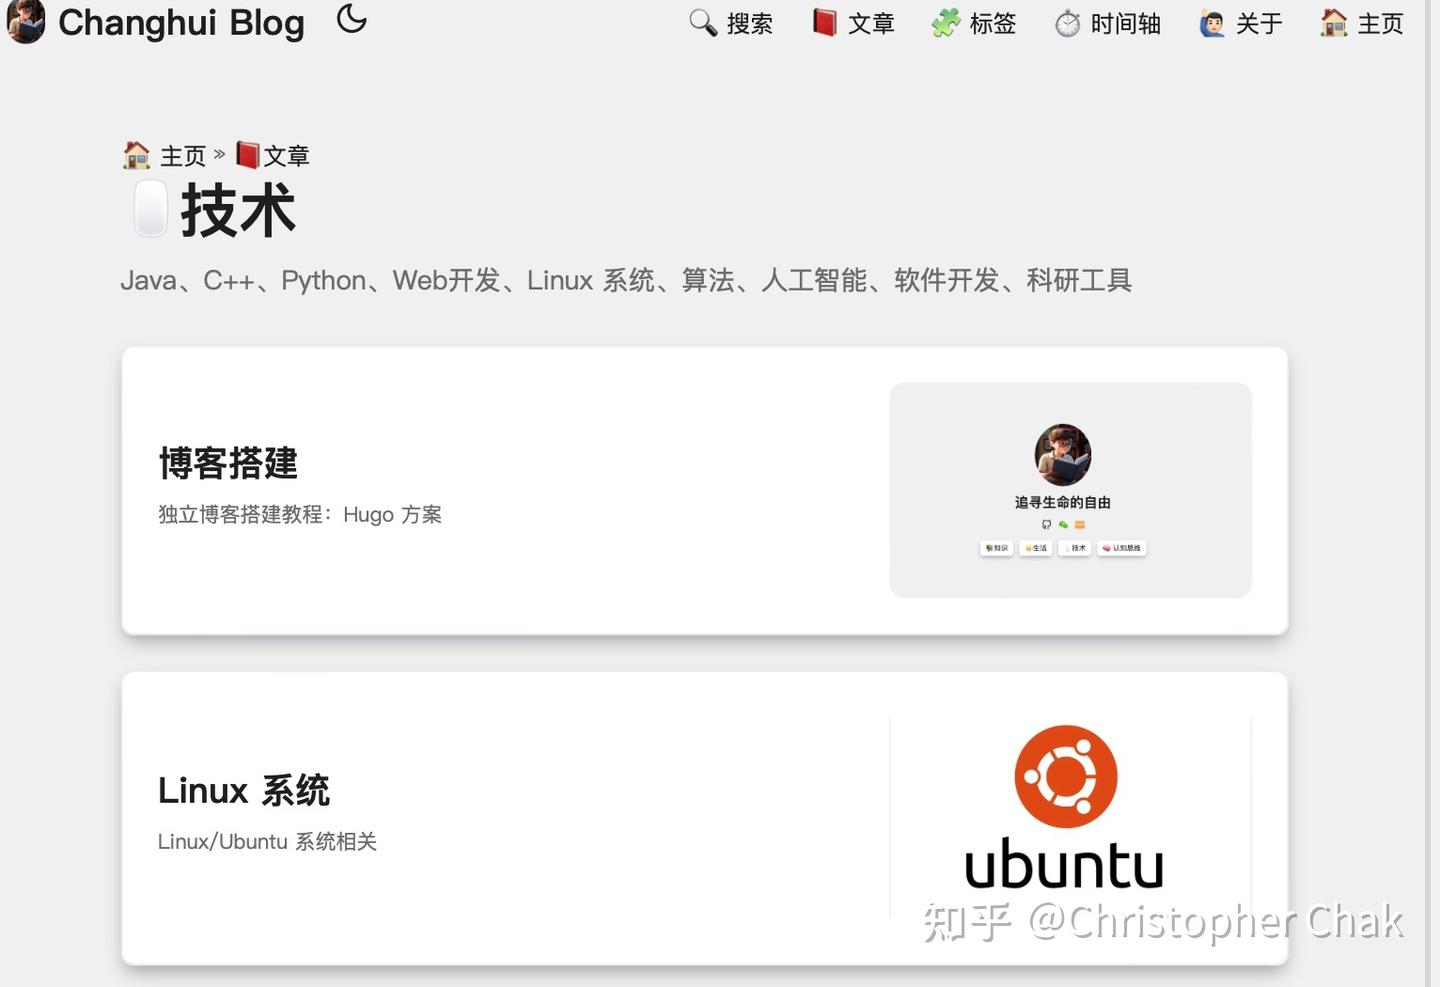 Changhui Blog
搜索 文章 标签 时间轴 关于 主页
主页 » 文章
技术
Java、C++、Python、Web开发、Linux 系统、算法、人工智能、软件开发、科研工具
博客搭建
独立博客搭建教程：Hugo 方案
追寻生命的自由
知识 生活 技术 认知思维
Linux 系统
Linux/Ubuntu 系统相关
ubuntu
知乎 @Christopher Chak